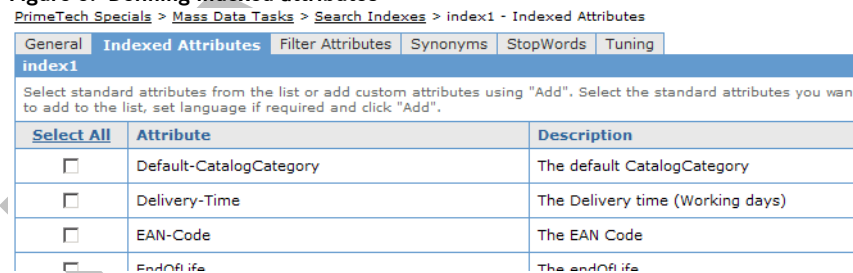 PrimeTech Specials > Mass Data Tasks > Search Indexes > index1 - Indexed Attributes
General Indexed Attributes Filter Attributes Synonyms StopWords Tuning
index1
Select standard attributes from the list or add custom attributes using "Add". Select the standard attributes you wan
to add to the list, set language if required and click "Add".
Select All Attribute Description
Default-CatalogCategory The default CatalogCategory
Delivery-Time The Delivery time (Working days)
EAN-Code The EAN Code
EndOfLife The endOfLife